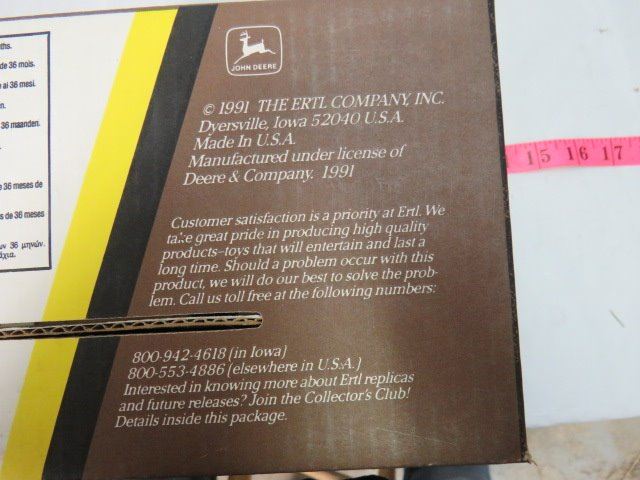 ths.
de 36 mois.
ai 36 mesi.
n.
36 maanden.
e 36 meses de
s de 36 meses
ν 36 μηνών.
JOHN DEERE
© 1991 THE ERTL COMPANY, INC.
Dyersville, Iowa 52040 U.S.A.
Made In U.S.A.
Manufactured under license of
Deere & Company. 1991
Customer satisfaction is a priority at Ertl. We
take great pride in producing high quality
products–toys that will entertain and last a
long time. Should a problem occur with this
product, we will do our best to solve the prob-
lem. Call us toll free at the following numbers:
800-942-4618 (in Iowa)
800-553-4886 (elsewhere in U.S.A.)
Interested in knowing more about Ertl replicas
and future releases? Join the Collector's Club!
Details inside this package.
15 16 17